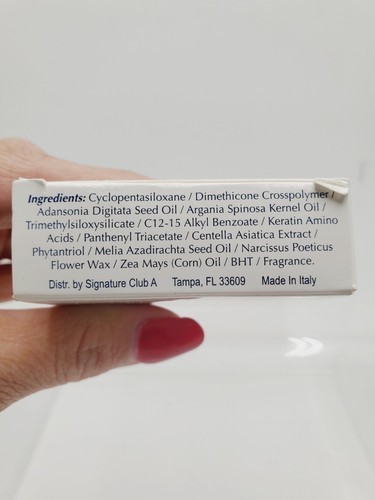 Ingredients: Cyclopentasiloxane / Dimethicone Crosspolymer /
Adansonia Digitata Seed Oil / Argania Spinosa Kernel Oil /
Trimethylsiloxysilicate / C12-15 Alkyl Benzoate / Keratin Amino
Acids / Panthenyl Triacetate / Centella Asiatica Extract /
Phytantriol / Melia Azadirachta Seed Oil / Narcissus Poeticus
Flower Wax / Zea Mays (Corn) Oil / BHT / Fragrance.
Distr. by Signature Club A Tampa, FL 33609 Made In Italy